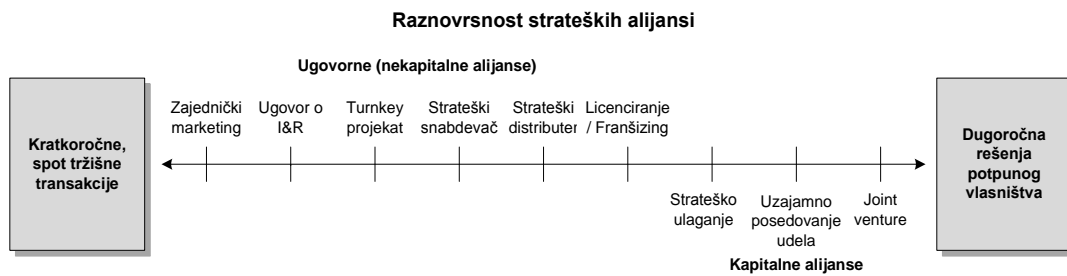 Raznovrsnost strateških alijansi
Ugovorne (nekapitalne alijanse)
Kratkoročne,
spot tržišne
transakcije
Zajednički
marketing
Ugovor o
I&R
Turnkey
projekat
Strateški
snabdevač
Strateški
distributer
Licenciranje
/ Franšizing
Strateško
ulaganje
Uzajamno
posedovanje
udela
Joint
venture
Kapitalne alijanse
Dugoročna
rešenja
potpunog
vlasništva